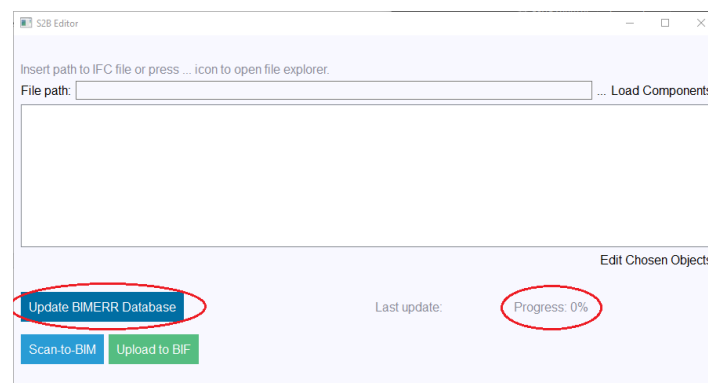 S2B Editor
Insert path to IFC file or press ... icon to open file explorer.
File path: ... Load Components
Edit Chosen Objects
Update BIMERR Database Last update: Progress: 0%
Scan-to-BIM Upload to BIF